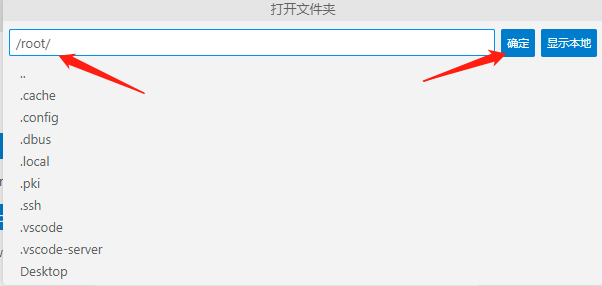 打开文件夹
/root/
确定
显示本地
..
.cache
.config
.dbus
.local
.pki
.ssh
.vscode
.vscode-server
Desktop